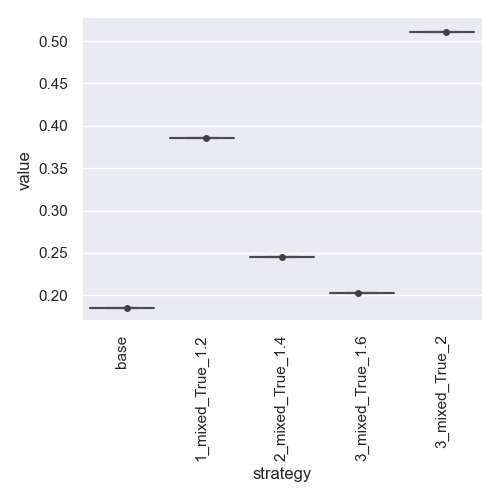 0.50
0.45
0.40
0.35
0.30
0.25
0.20
value
base
1_mixed_True_1.2
2_mixed_True_1.4
3_mixed_True_1.6
3_mixed_True_2
strategy